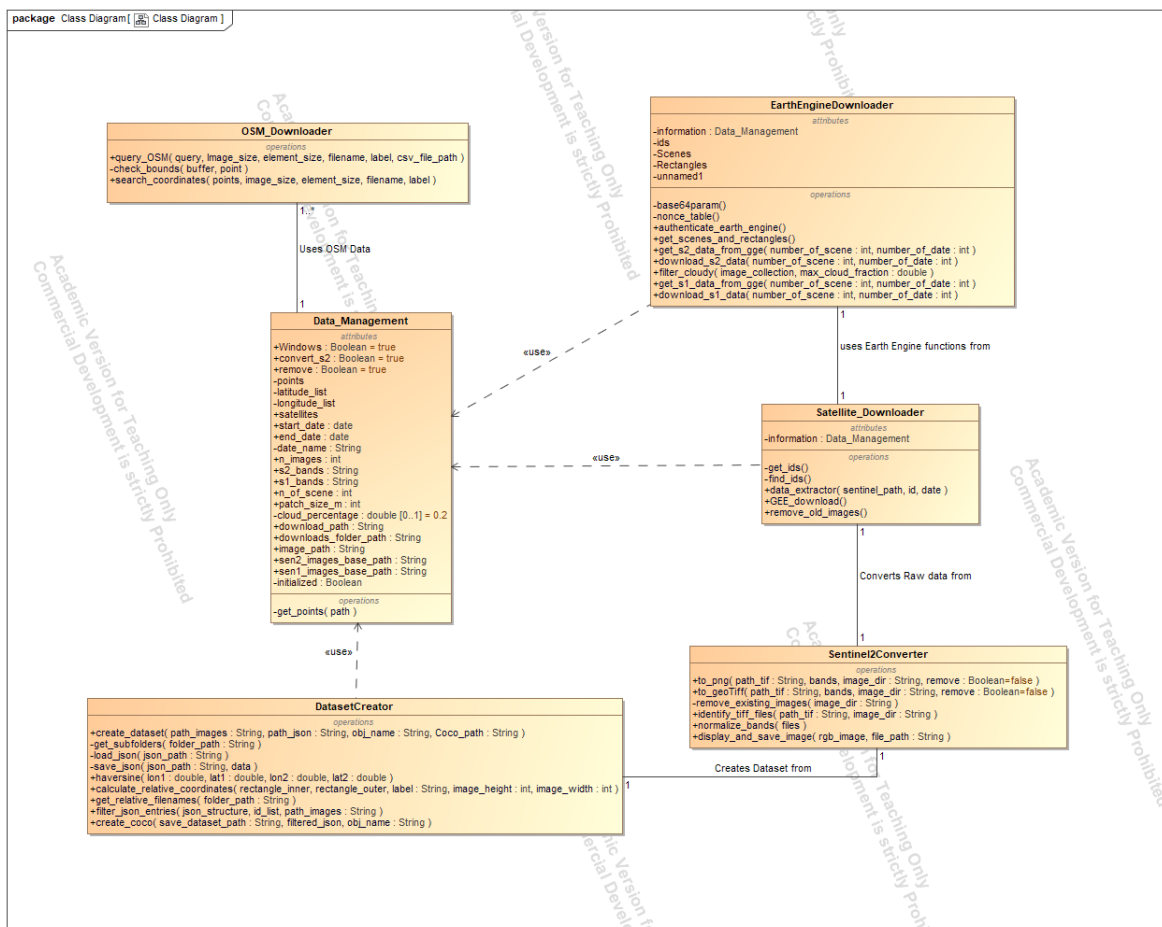 package Class Diagram [ Class Diagram ]
OSM_Downloader
operations
+query_OSM( query, Image_size, element_size, filename, label, csv_file_path )
-check_bounds( buffer, point )
+search_coordinates( points, image_size, element_size, filename, label )
1..*
Uses OSM Data
1
EarthEngineDownloader
attributes
-information : Data_Management
-ids
-Scenes
-Rectangles
-unnamed1
operations
-base64param()
-nonce_table()
+authenticate_earth_engine()
+get_scenes_and_rectangles()
+get_s2_data_from_gge( number_of_scene : int, number_of_date : int )
+download_s2_data( number_of_scene : int, number_of_date : int )
+filter_cloudy( image_collection, max_cloud_fraction : double )
+get_s1_data_from_gge( number_of_scene : int, number_of_date : int )
+download_s1_data( number_of_scene : int, number_of_date : int )
1
uses Earth Engine functions from
1
«use»
Data_Management
attributes
+Windows : Boolean = true
+convert_s2 : Boolean = true
+remove : Boolean = true
-points
-latitude_list
-longitude_list
+satellites
+start_date : date
+end_date : date
-date_name : String
+n_images : int
+s2_bands : String
+s1_bands : String
+n_of_scene : int
+patch_size_m : int
-cloud_percentage : double [0..1] = 0.2
+download_path : String
+downloads_folder_path : String
+image_path : String
+sen2_images_base_path : String
+sen1_images_base_path : String
-initialized : Boolean
operations
-get_points( path )
«use»
Satellite_Downloader
attributes
-information : Data_Management
operations
-get_ids()
-find_ids()
+data_extractor( sentinel_path, id, date )
+GEE_download()
+remove_old_images()
1
Converts Raw data from
1
«use»
Sentinel2Converter
operations
+to_png( path_tif : String, bands, image_dir : String, remove : Boolean=false )
+to_geoTiff( path_tif : String, bands, image_dir : String, remove : Boolean=false )
-remove_existing_images( image_dir : String )
+identify_tiff_files( path_tif : String, image_dir : String )
+normalize_bands( files )
+display_and_save_image( rgb_image, file_path : String )
1
Creates Dataset from
1
DatasetCreator
operations
+create_dataset( path_images : String, path_json : String, obj_name : String, Coco_path : String )
-get_subfolders( folder_path : String )
-load_json( json_path : String )
-save_json( json_path : String, data )
+haversine( lon1 : double, lat1 : double, lon2 : double, lat2 : double )
+calculate_relative_coordinates( rectangle_inner, rectangle_outer, label : String, image_height : int, image_width : int )
+get_relative_filenames( folder_path : String )
+filter_json_entries( json_structure, id_list, path_images : String )
+create_coco( save_dataset_path : String, filtered_json, obj_name : String )
Academic Version for Teaching Only
Commercial Development is strictly Prohibited